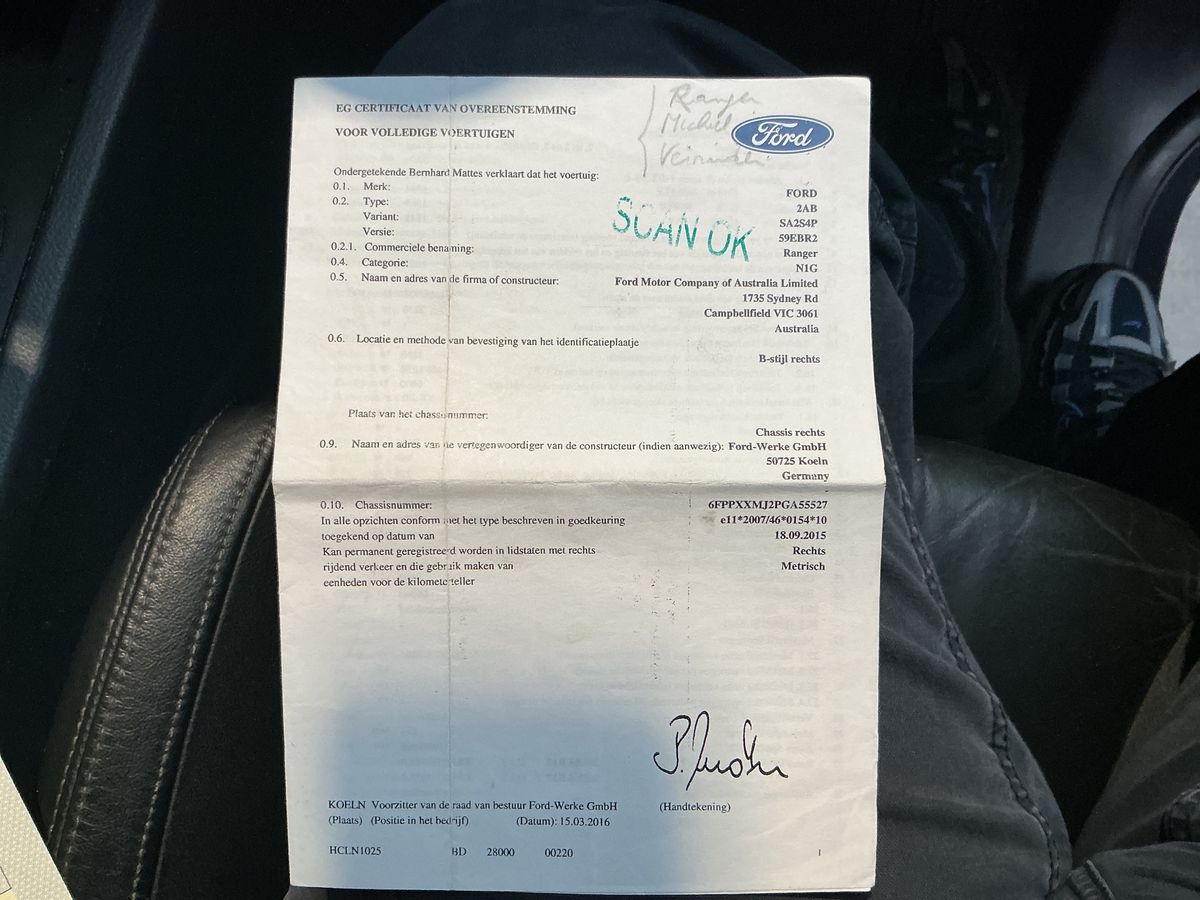 EG CERTIFICAAT VAN OVEREENSTEMMING
VOOR VOLLEDIGE VOERTUIGEN
Ranger
Ford
Ondergetekende Bernhard Mattes verklaart dat het voertuig:
0.1. Merk: FORD
0.2. Type: 2AB
Variant: SA2S4P
Versie: 59EBR2
0.2.1. Commerciele benaming: Ranger
0.4. Categorie: N1G
SCAN OK
0.5. Naam en adres van de firma of constructeur: Ford Motor Company of Australia Limited
1735 Sydney Rd
Campbellfield VIC 3061
Australia
0.6. Locatie en methode van bevestiging van het identificatieplaatje
B-stijl rechts
Plaats van het chassisnummer:
Chassis rechts
0.9. Naam en adres van de vertegenwoordiger van de constructeur (indien aanwezig): Ford-Werke GmbH
50725 Koeln
Germany
0.10. Chassisnummer: 6FPPXXMJ2PGA55527
In alle opzichten conform met het type beschreven in goedkeuring e11*2007/46*0154*10
toegekend op datum van 18.09.2015
Kan permanent geregistreerd worden in lidstaten met rechts Rechts
rijdend verkeer en die gebruik maken van Metrisch
eenheden voor de kilometerteller
KOELN Voorzitter van de raad van bestuur Ford-Werke GmbH (Handtekening)
(Plaats) (Positie in het bedrijf) (Datum): 15.03.2016
HCLN1025 BD 28000 00220 1